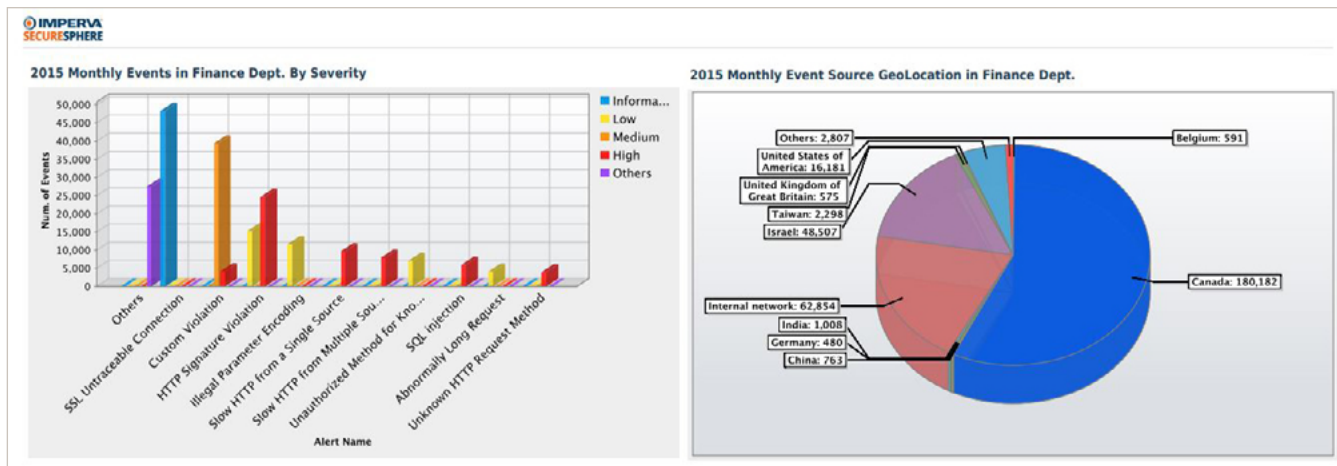 IMPERVA
SECURESPHERE
2015 Monthly Events in Finance Dept. By Severity
50,000
45,000
40,000
35,000
30,000
25,000
20,000
15,000
10,000
5,000
0
Num. of Events
Informa...
Low
Medium
High
Others
Others
SSL Untraceable Connection
Custom Violation
HTTP Signature Violation
Illegal Parameter Encoding
Slow HTTP from a Single Source
Slow HTTP from Multiple Sou...
Unauthorized Method for Kno...
SQL injection
Abnormally Long Request
Unknown HTTP Request Method
Alert Name
2015 Monthly Event Source GeoLocation in Finance Dept.
Others: 2,807
Belgium: 591
United States of
America: 16,181
United Kingdom of
Great Britain: 575
Taiwan: 2,298
Israel: 48,507
Canada: 180,182
Internal network: 62,854
India: 1,008
Germany: 480
China: 763